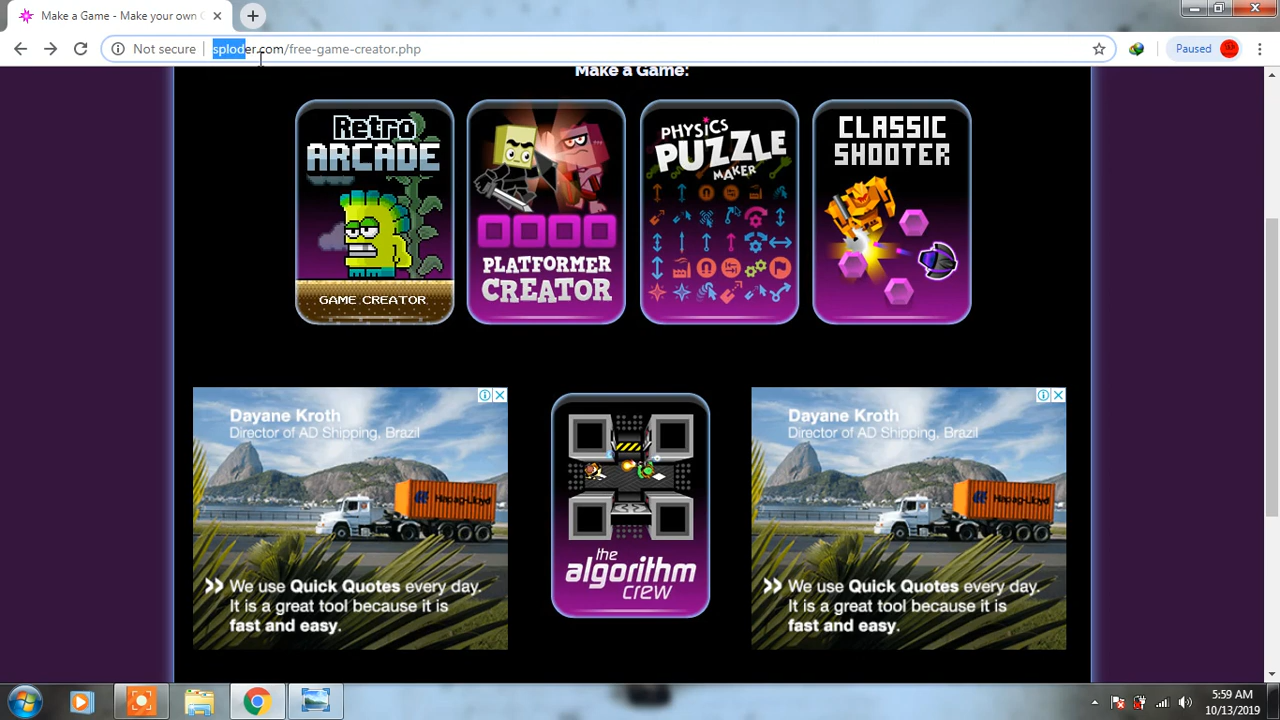 Make a Game - Make your own G
Not secure
sploder.com/free-game-creator.php
Paused
Make a Game:
Retro
ARCADE
GAME CREATOR
PLATFORMER
CREATOR
PHYSICS
PUZZLE
MAKER
CLASSIC
SHOOTER
Dayane Kroth
Director of AD Shipping, Brazil
Hapag-Lloyd
>> We use Quick Quotes every day.
It is a great tool because it is
fast and easy.
the
algorithm
crew
Dayane Kroth
Director of AD Shipping, Brazil
Hapag-Lloyd
>> We use Quick Quotes every day.
It is a great tool because it is
fast and easy.
5:59 AM
10/13/2019